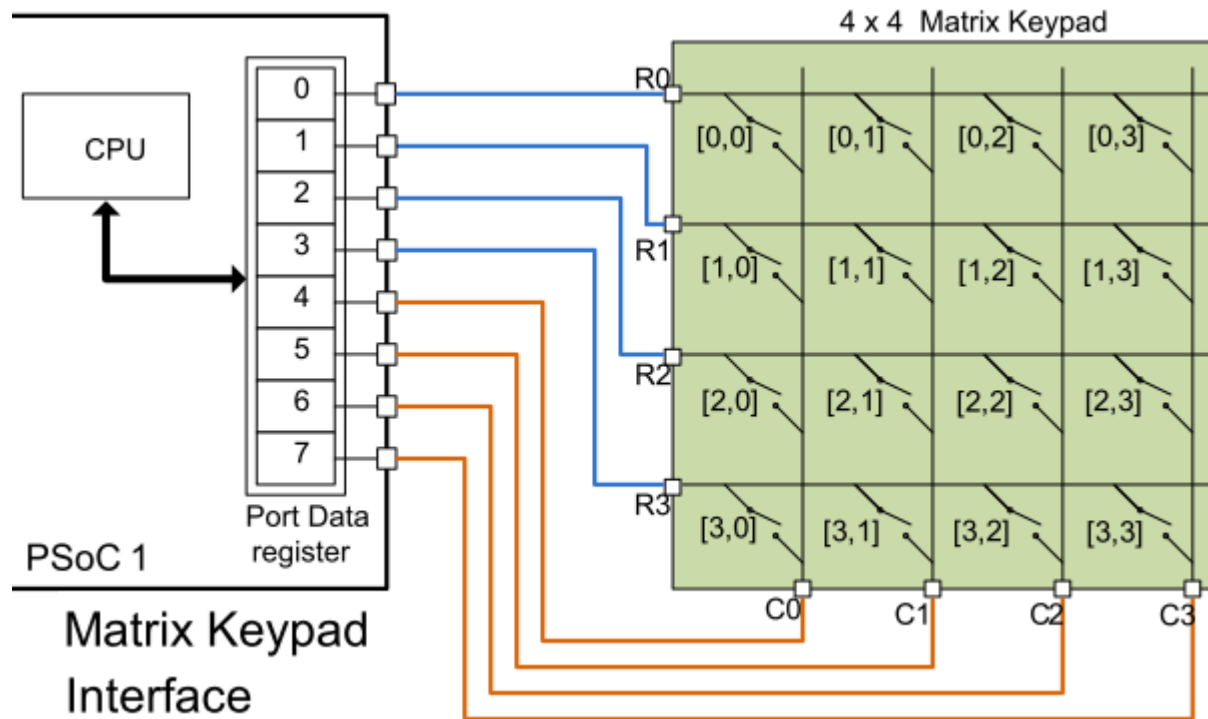 4 x 4 Matrix Keypad
R0
0
[0,0] [0,1] [0,2] [0,3]
CPU
1
2
R1
3
[1,0] [1,1] [1,2] [1,3]
4
5
R2
6
[2,0] [2,1] [2,2] [2,3]
7
R3
Port Data
register
[3,0] [3,1] [3,2] [3,3]
PSoC 1
C0 C1 C2 C3
Matrix Keypad
Interface